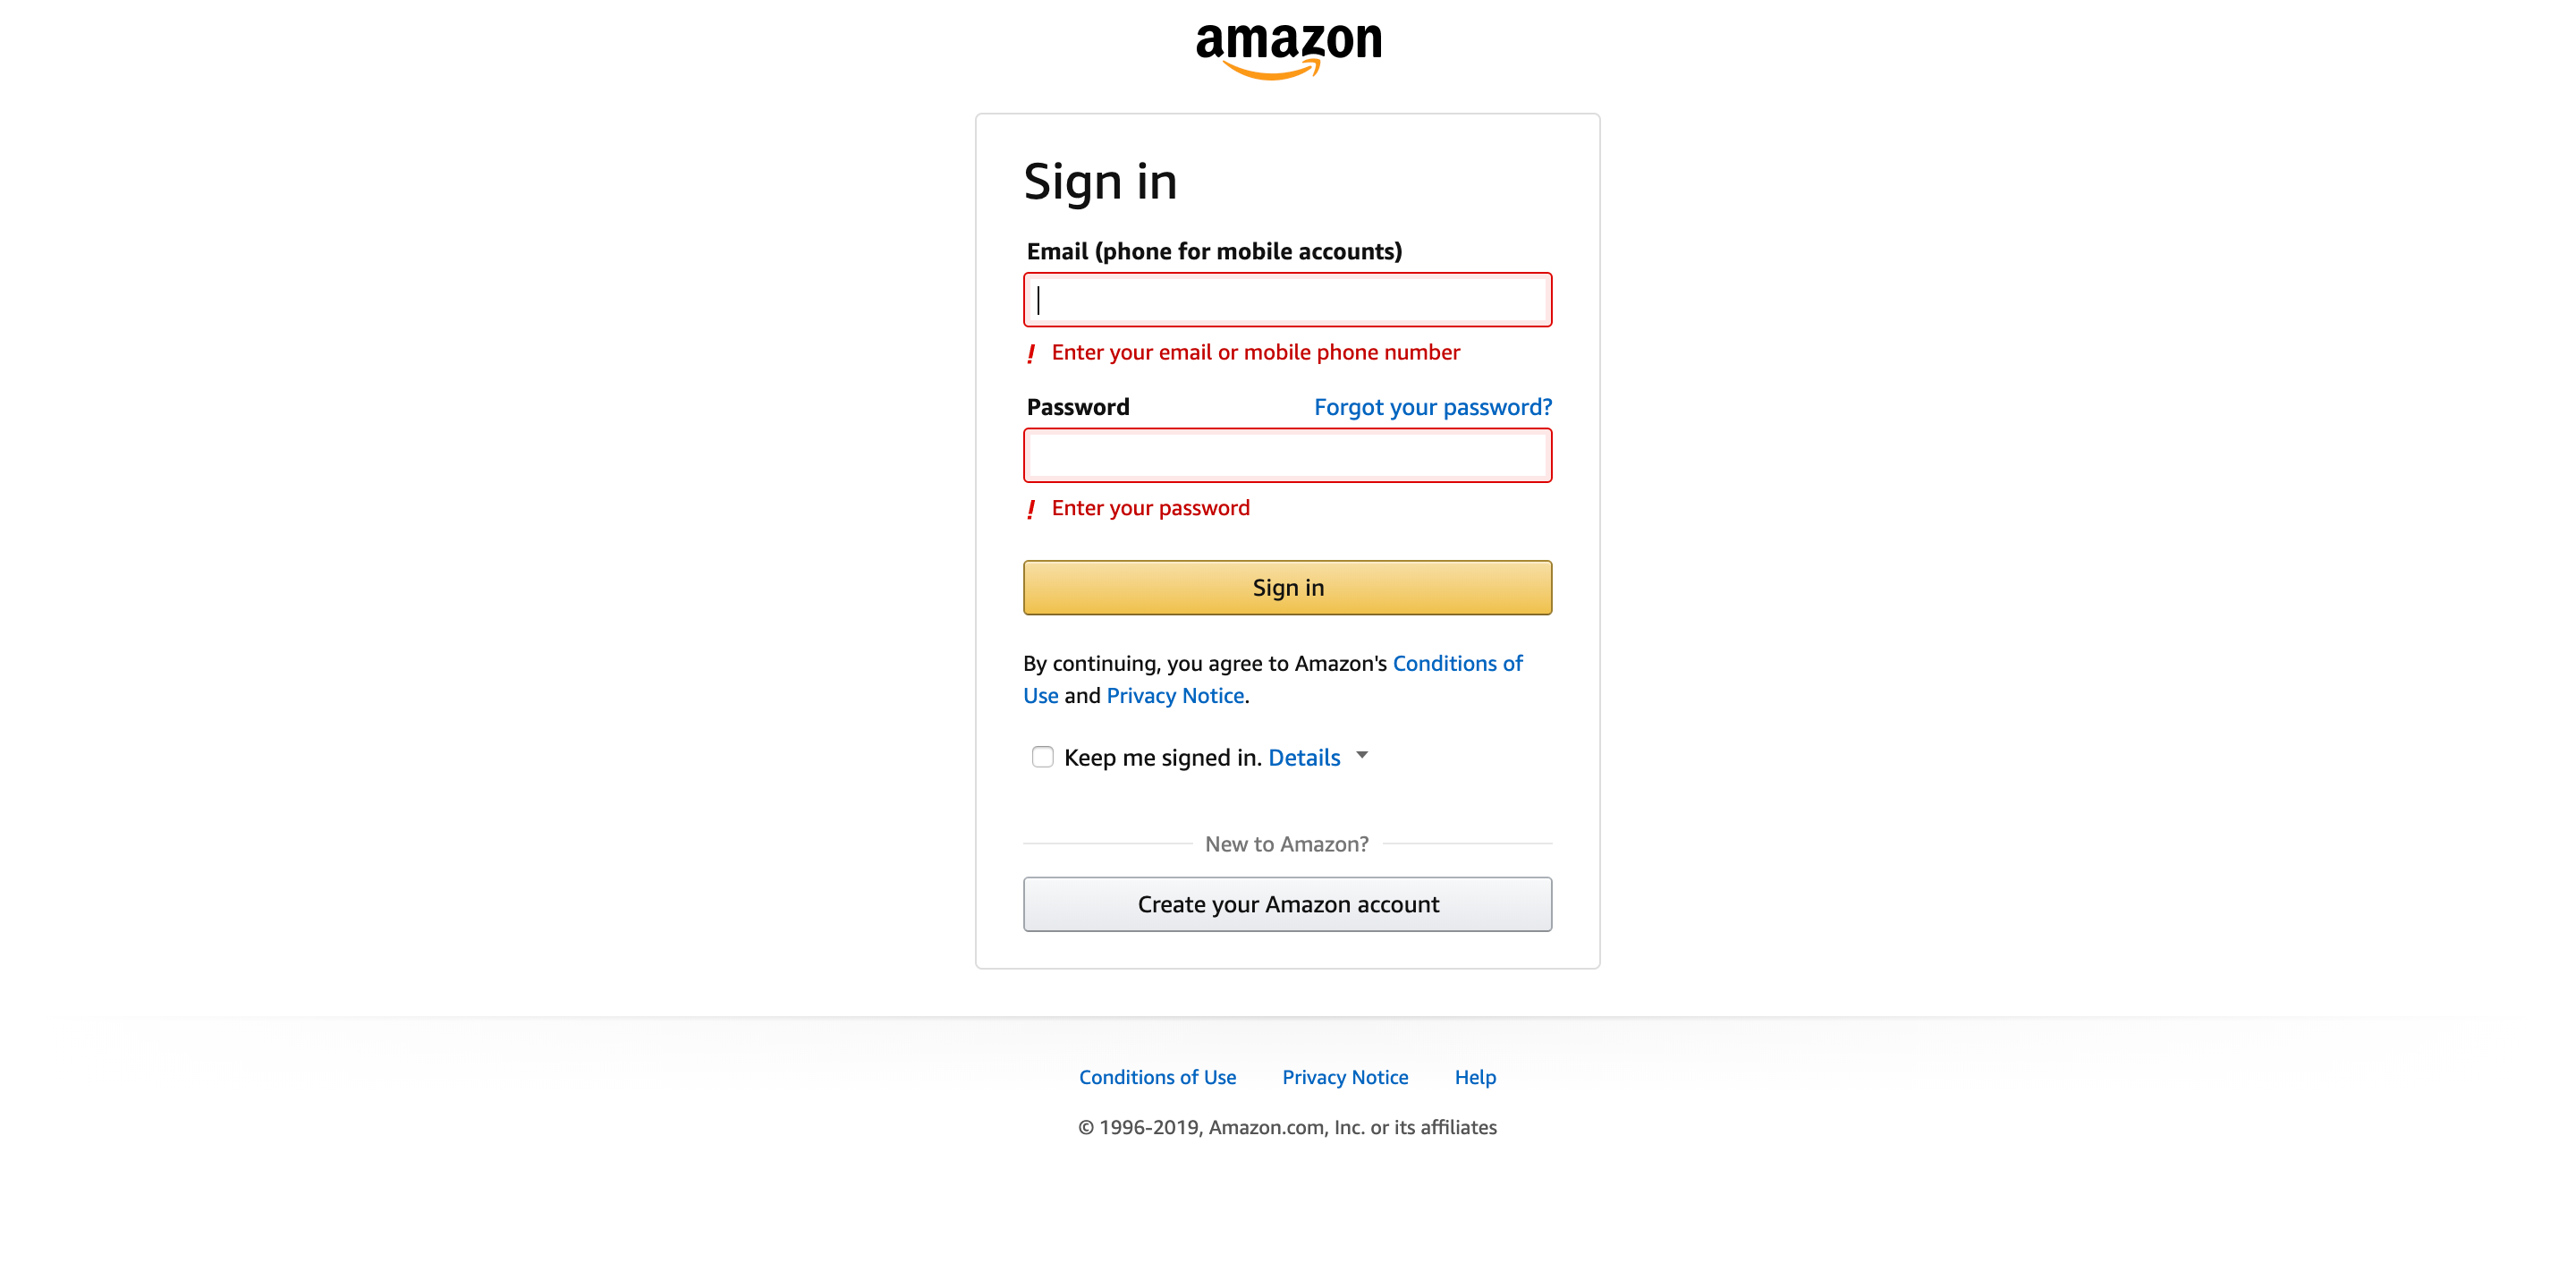 amazon
Sign in
Email (phone for mobile accounts)
! Enter your email or mobile phone number
Password Forgot your password?
! Enter your password
Sign in
By continuing, you agree to Amazon's Conditions of
Use and Privacy Notice.
Keep me signed in. Details
New to Amazon?
Create your Amazon account
Conditions of Use Privacy Notice Help
© 1996-2019, Amazon.com, Inc. or its affiliates